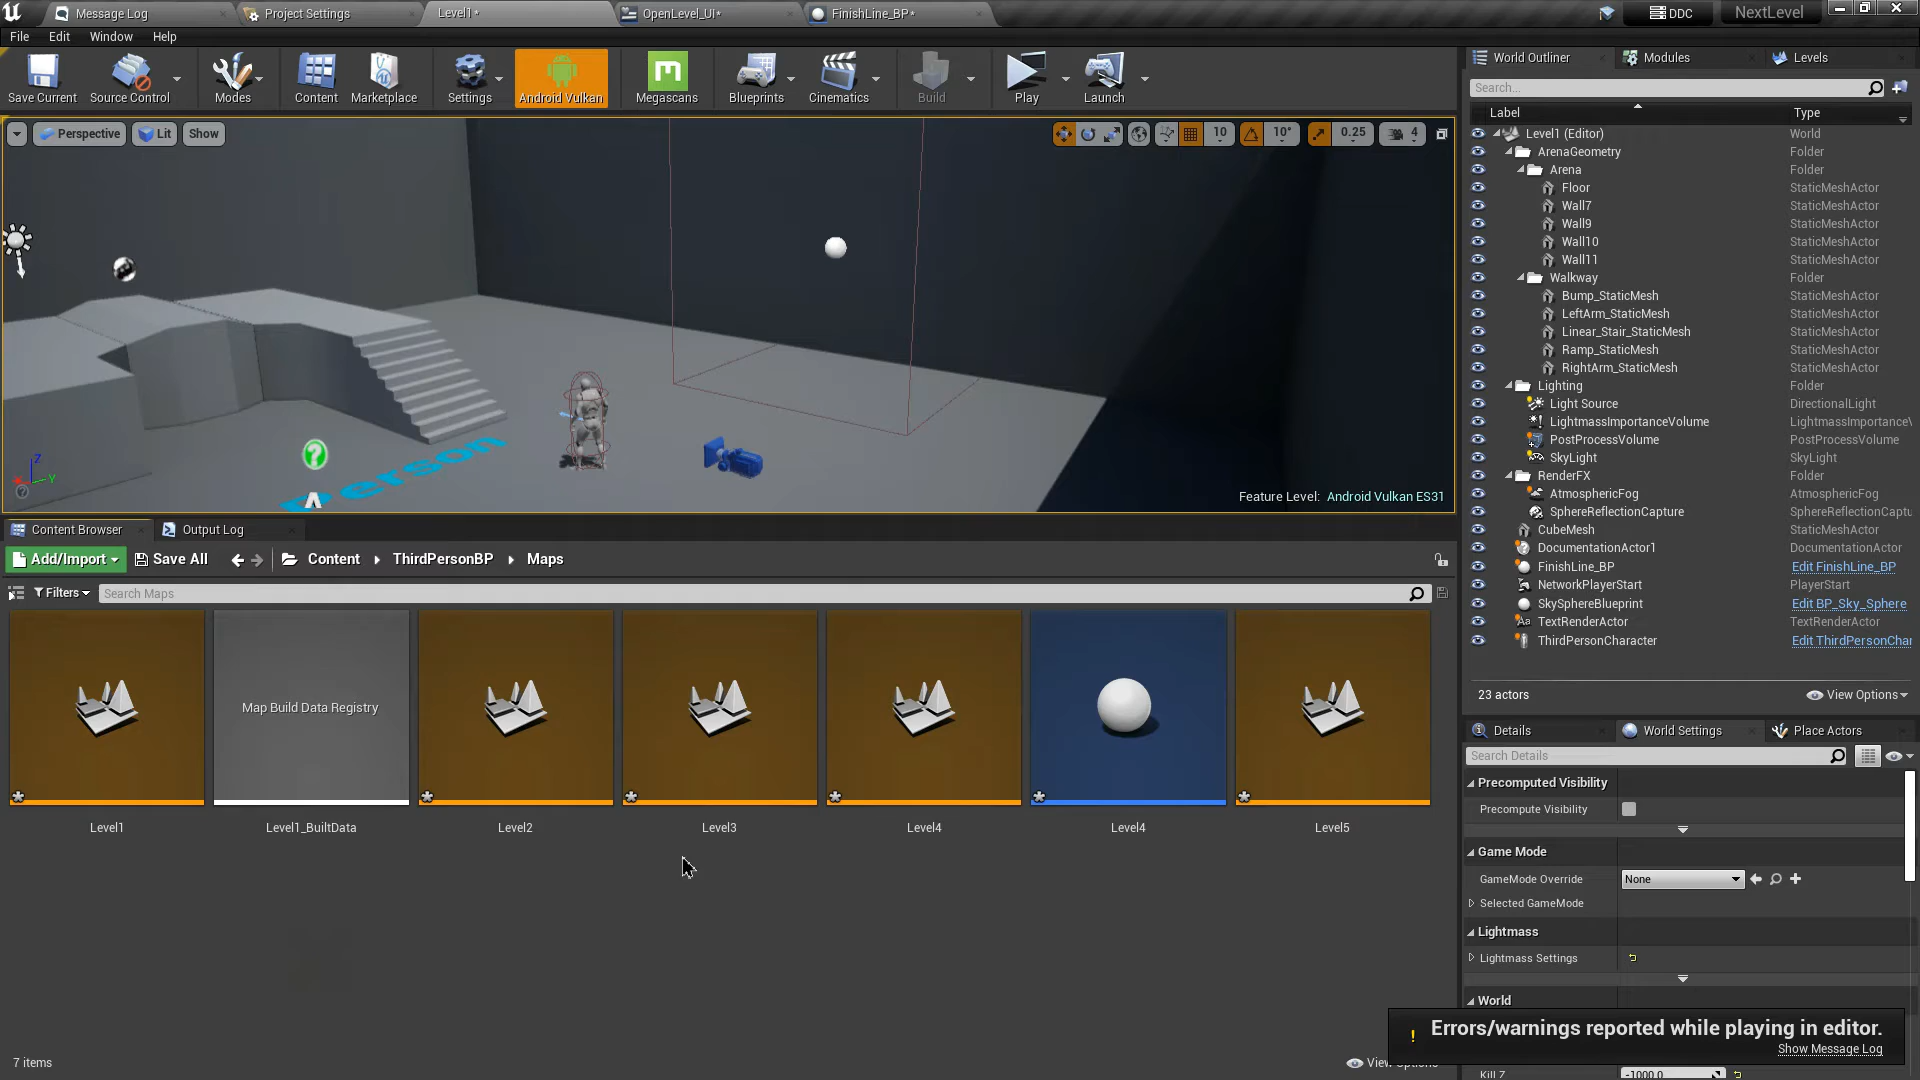 Message Log
Project Settings
Level1*
OpenLevel_UI*
FinishLine_BP*
DDC
NextLevel
File Edit Window Help
Save Current
Source Control
Modes
Content
Marketplace
Settings
Android Vulkan
Megascans
Blueprints
Cinematics
Build
Play
Launch
Perspective
Lit
Show
10
10°
0.25
4
Feature Level: Android Vulkan ES31
Person
Content Browser
Output Log
Add/Import
Save All
Content
ThirdPersonBP
Maps
Filters
Search Maps
Map Build Data Registry
Level1
Level1_BuiltData
Level2
Level3
Level4
Level4
Level5
7 items
World Outliner
Modules
Levels
Search...
Label Type
Level1 (Editor) World
ArenaGeometry Folder
Arena Folder
Floor StaticMeshActor
Wall7 StaticMeshActor
Wall9 StaticMeshActor
Wall10 StaticMeshActor
Wall11 StaticMeshActor
Walkway Folder
Bump_StaticMesh StaticMeshActor
LeftArm_StaticMesh StaticMeshActor
Linear_Stair_StaticMesh StaticMeshActor
Ramp_StaticMesh StaticMeshActor
RightArm_StaticMesh StaticMeshActor
Lighting Folder
Light Source DirectionalLight
LightmassImportanceVolume LightmassImportanceV
PostProcessVolume PostProcessVolume
SkyLight SkyLight
RenderFX Folder
AtmosphericFog AtmosphericFog
SphereReflectionCapture SphereReflectionCaptu
CubeMesh StaticMeshActor
DocumentationActor1 DocumentationActor
FinishLine_BP Edit FinishLine_BP
NetworkPlayerStart PlayerStart
SkySphereBlueprint Edit BP_Sky_Sphere
TextRenderActor TextRenderActor
ThirdPersonCharacter Edit ThirdPersonChar
23 actors
View Options
Details
World Settings
Place Actors
Search Details
Precomputed Visibility
Precompute Visibility
Game Mode
GameMode Override None
Selected GameMode
Lightmass
Lightmass Settings
World
Errors/warnings reported while playing in editor.
Show Message Log
Kill Z -1000.0